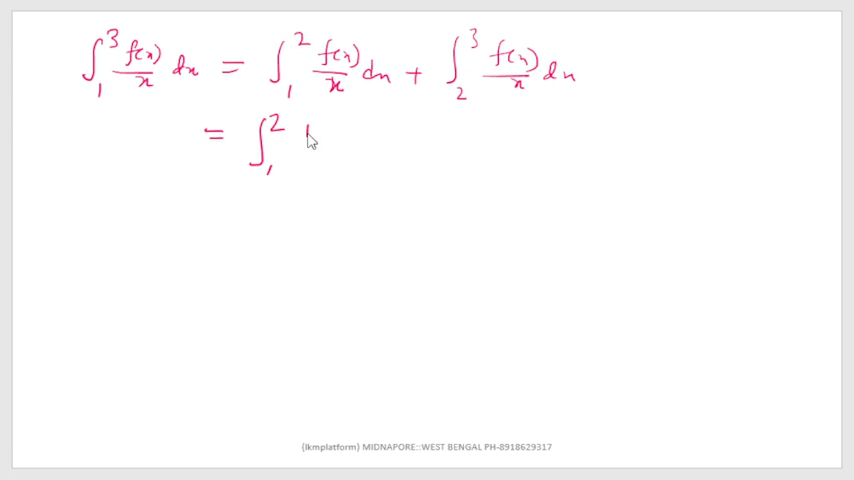 ∫₁³ f(x)/x dx = ∫₁² f(x)/x dx + ∫₂³ f(x)/x dx
= ∫₁²
{lkmplatform} MIDNAPORE::WEST BENGAL PH-8918629317